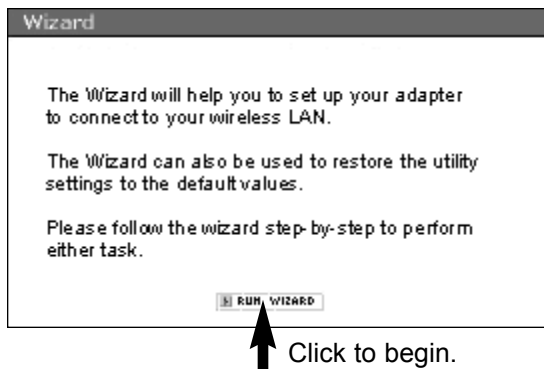 Wizard
The Wizard will help you to set up your adapter
to connect to your wireless LAN.
The Wizard can also be used to restore the utility
settings to the default values.
Please follow the wizard step-by-step to perform
either task.
RUN WIZARD
Click to begin.